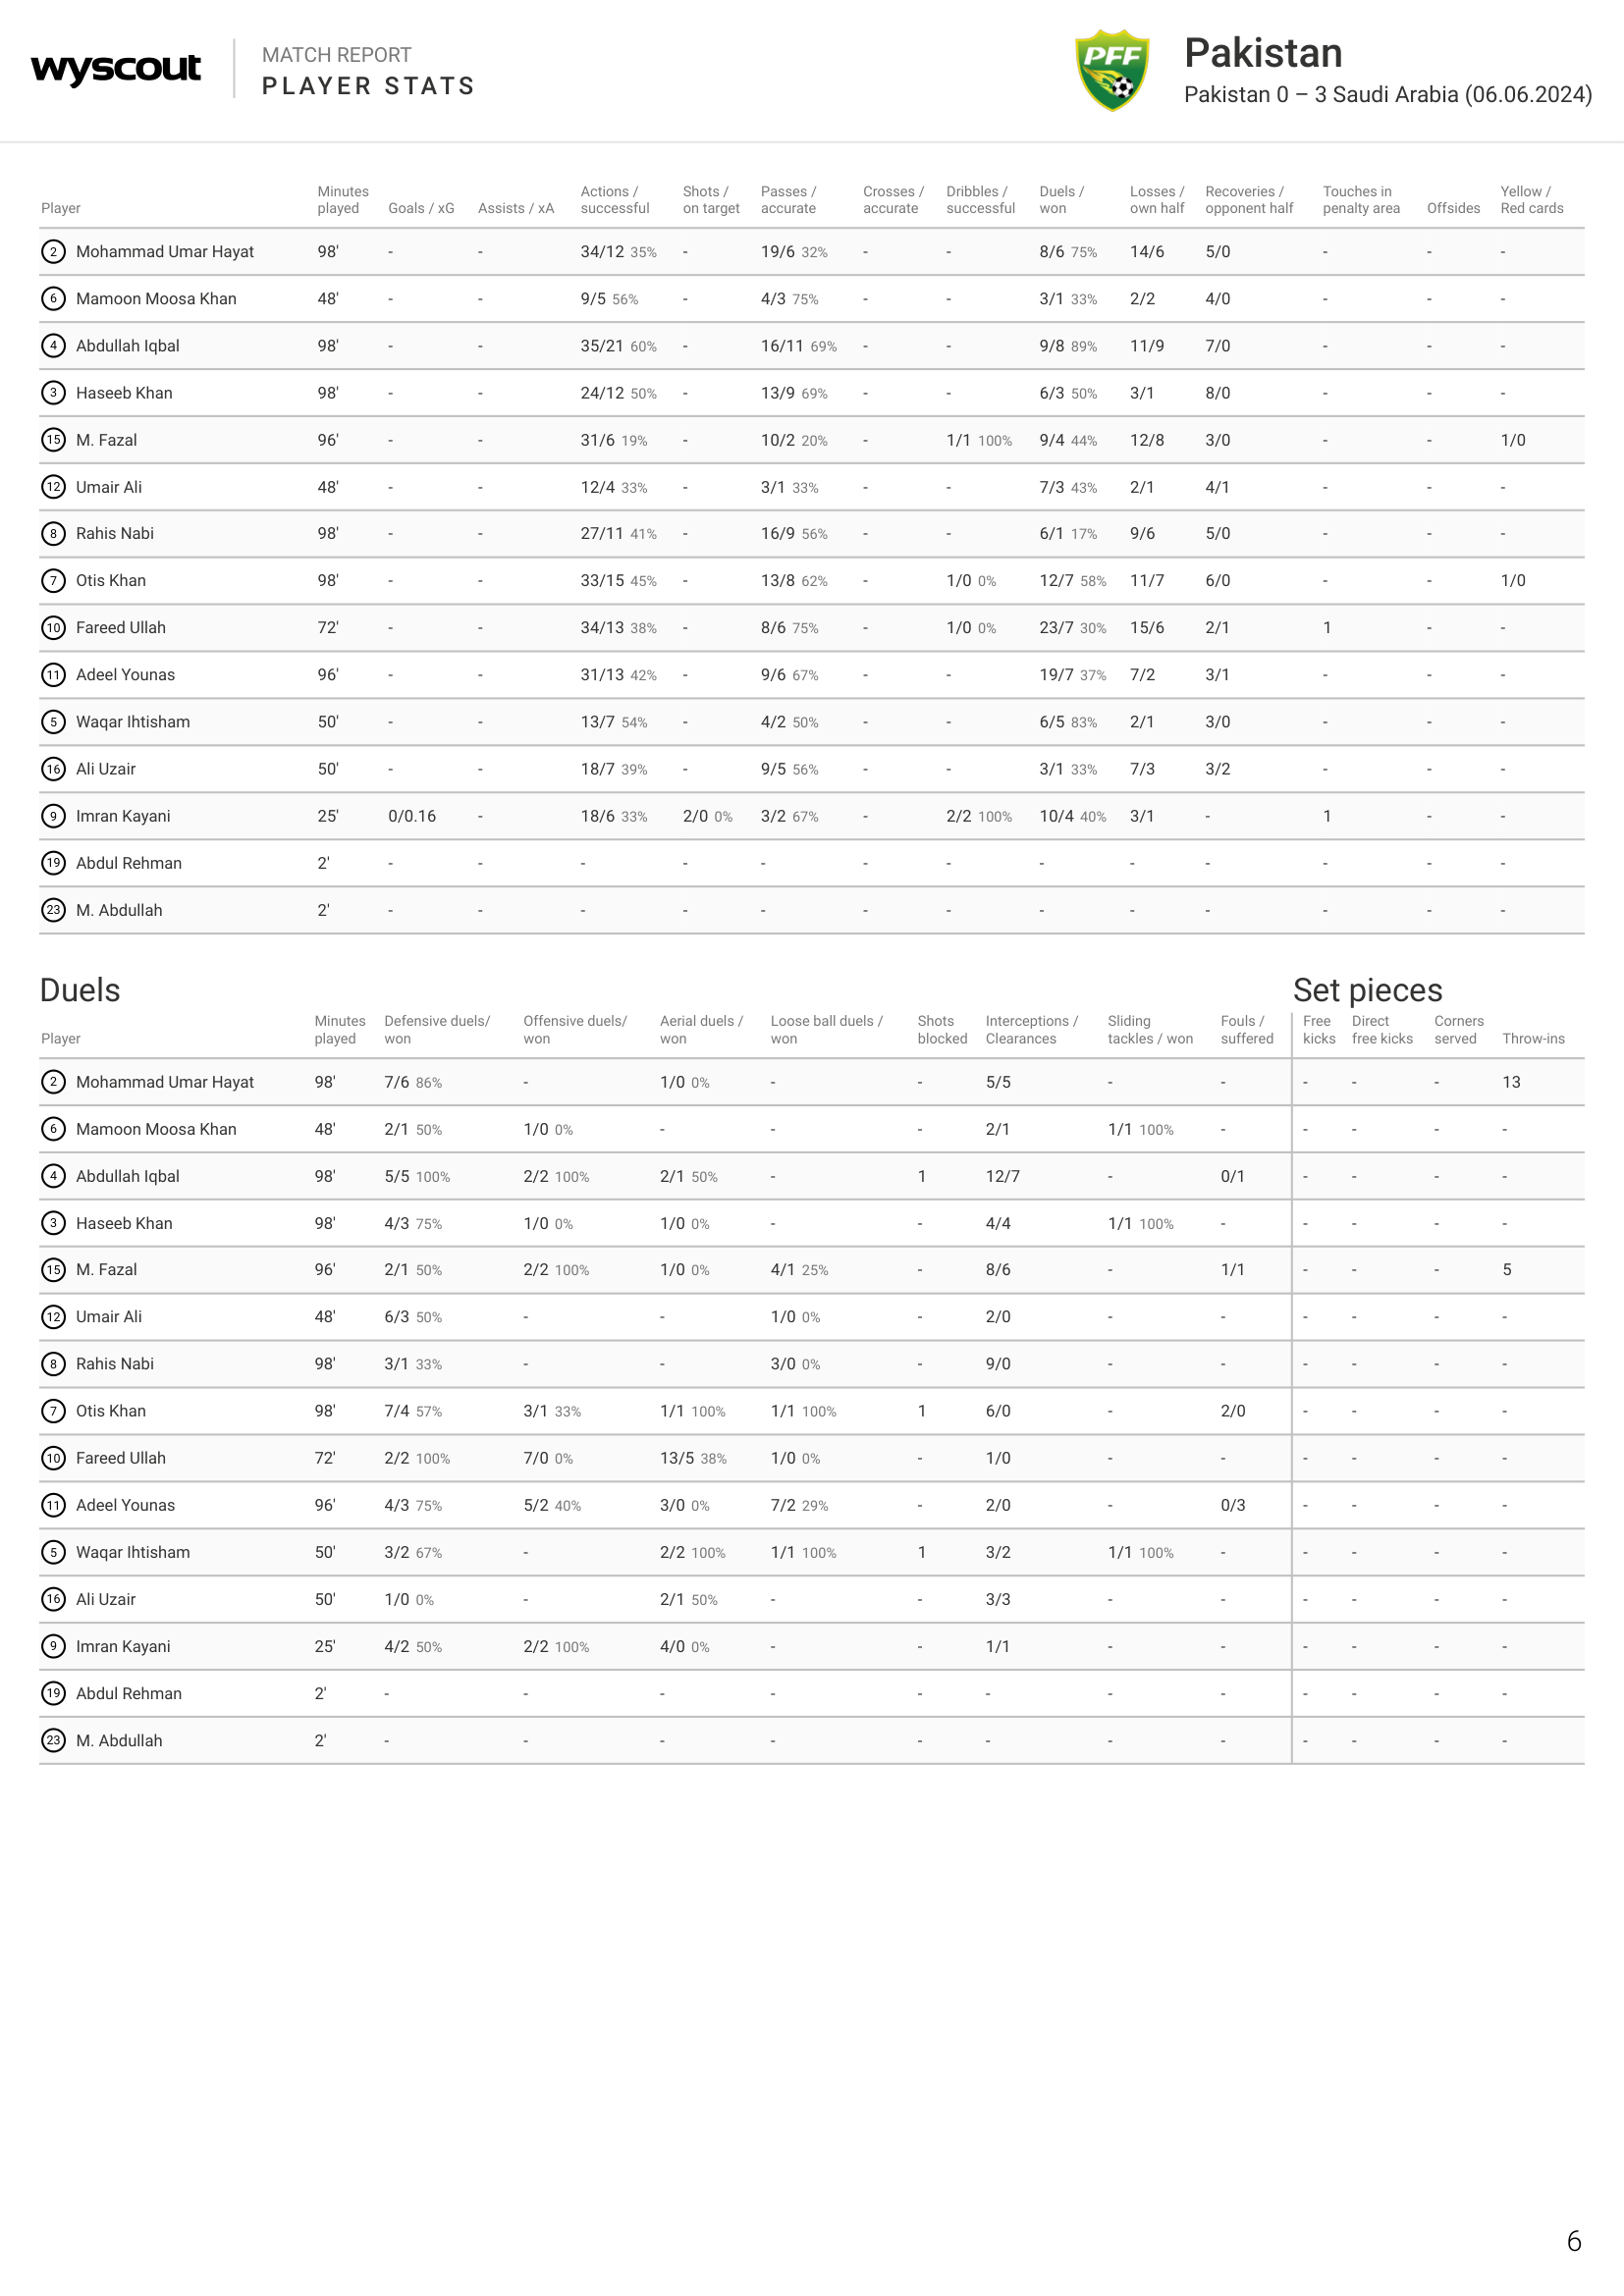 wyscout
MATCH REPORT
PLAYER STATS
PFF
Pakistan
Pakistan 0 – 3 Saudi Arabia (06.06.2024)
Player Minutes played Goals / xG Assists / xA Actions / successful Shots / on target Passes / accurate Crosses / accurate Dribbles / successful Duels / won Losses / own half Recoveries / opponent half Touches in penalty area Offsides Yellow / Red cards
2 Mohammad Umar Hayat 98' - - 34/12 35% - 19/6 32% - - 8/6 75% 14/6 5/0 - - -
6 Mamoon Moosa Khan 48' - - 9/5 56% - 4/3 75% - - 3/1 33% 2/2 4/0 - - -
4 Abdullah Iqbal 98' - - 35/21 60% - 16/11 69% - - 9/8 89% 11/9 7/0 - - -
3 Haseeb Khan 98' - - 24/12 50% - 13/9 69% - - 6/3 50% 3/1 8/0 - - -
15 M. Fazal 96' - - 31/6 19% - 10/2 20% - 1/1 100% 9/4 44% 12/8 3/0 - - 1/0
12 Umair Ali 48' - - 12/4 33% - 3/1 33% - - 7/3 43% 2/1 4/1 - - -
8 Rahis Nabi 98' - - 27/11 41% - 16/9 56% - - 6/1 17% 9/6 5/0 - - -
7 Otis Khan 98' - - 33/15 45% - 13/8 62% - 1/0 0% 12/7 58% 11/7 6/0 - - 1/0
10 Fareed Ullah 72' - - 34/13 38% - 8/6 75% - 1/0 0% 23/7 30% 15/6 2/1 1 - -
11 Adeel Younas 96' - - 31/13 42% - 9/6 67% - - 19/7 37% 7/2 3/1 - - -
5 Waqar Ihtisham 50' - - 13/7 54% - 4/2 50% - - 6/5 83% 2/1 3/0 - - -
16 Ali Uzair 50' - - 18/7 39% - 9/5 56% - - 3/1 33% 7/3 3/2 - - -
9 Imran Kayani 25' 0/0.16 - 18/6 33% 2/0 0% 3/2 67% - 2/2 100% 10/4 40% 3/1 - 1 - -
19 Abdul Rehman 2' - - - - - - - - - - - - -
23 M. Abdullah 2' - - - - - - - - - - - - -
Duels Set pieces
Player Minutes played Defensive duels/ won Offensive duels/ won Aerial duels / won Loose ball duels / won Shots blocked Interceptions / Clearances Sliding tackles / won Fouls / suffered Free kicks Direct free kicks Corners served Throw-ins
2 Mohammad Umar Hayat 98' 7/6 86% - 1/0 0% - - 5/5 - - - - - 13
6 Mamoon Moosa Khan 48' 2/1 50% 1/0 0% - - - 2/1 1/1 100% - - - - -
4 Abdullah Iqbal 98' 5/5 100% 2/2 100% 2/1 50% - 1 12/7 - 0/1 - - - -
3 Haseeb Khan 98' 4/3 75% 1/0 0% 1/0 0% - - 4/4 1/1 100% - - - - -
15 M. Fazal 96' 2/1 50% 2/2 100% 1/0 0% 4/1 25% - 8/6 - 1/1 - - - 5
12 Umair Ali 48' 6/3 50% - - 1/0 0% - 2/0 - - - - - -
8 Rahis Nabi 98' 3/1 33% - - 3/0 0% - 9/0 - - - - - -
7 Otis Khan 98' 7/4 57% 3/1 33% 1/1 100% 1/1 100% 1 6/0 - 2/0 - - - -
10 Fareed Ullah 72' 2/2 100% 7/0 0% 13/5 38% 1/0 0% - 1/0 - - - - - -
11 Adeel Younas 96' 4/3 75% 5/2 40% 3/0 0% 7/2 29% - 2/0 - 0/3 - - - -
5 Waqar Ihtisham 50' 3/2 67% - 2/2 100% 1/1 100% 1 3/2 1/1 100% - - - - -
16 Ali Uzair 50' 1/0 0% - 2/1 50% - - 3/3 - - - - - -
9 Imran Kayani 25' 4/2 50% 2/2 100% 4/0 0% - - 1/1 - - - - - -
19 Abdul Rehman 2' - - - - - - - - - - - -
23 M. Abdullah 2' - - - - - - - - - - - -
6